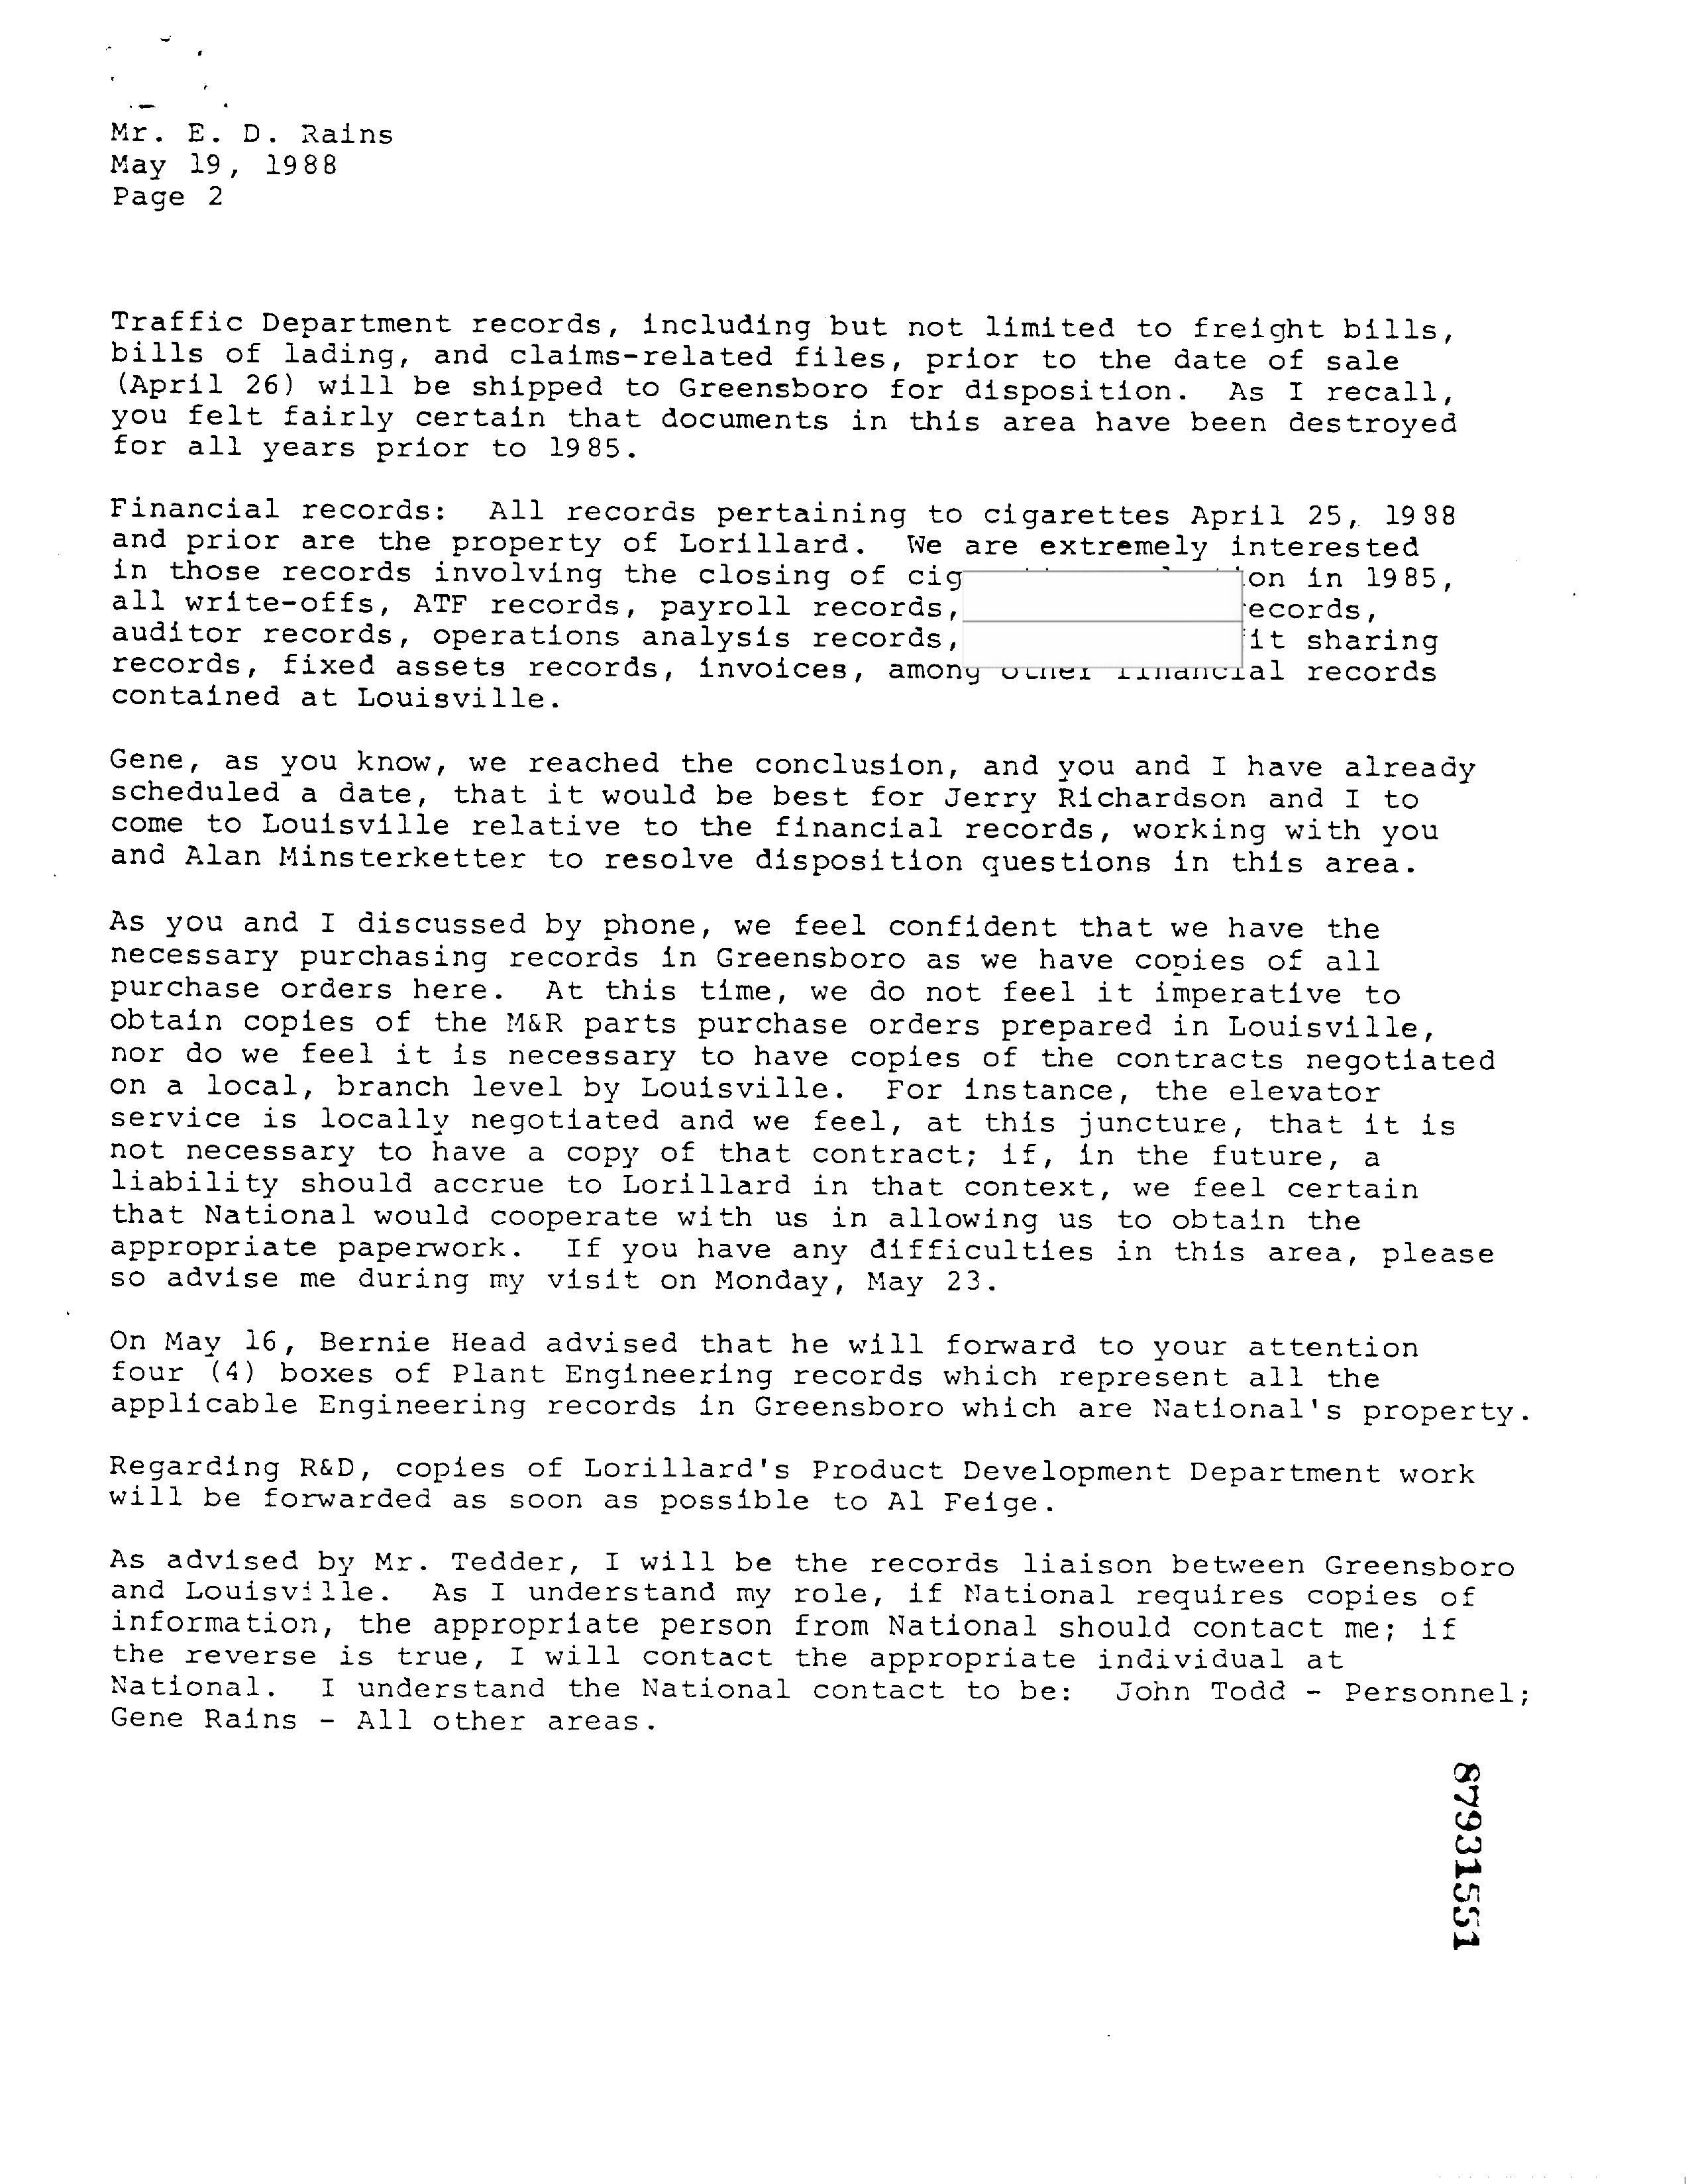 Mr. E. D. Rains
May 19, 1988
Page 2
Traffic Department records, including but not limited to freight bills,
bills of lading, and claims-related files, prior to the date of sale
(April 26) will be shipped to Greensboro for disposition. As I recall,
you felt fairly certain that documents in this area have been destroyed
for all years prior to 1985.
Financial records: All records pertaining to cigarettes April 25, 1988
and prior are the property of Lorillard. We are extremely interested
in those records involving the closing of in 1985,
all write-offs, ATF records, payroll records,
auditor records, operations analysis records, sharing
records, fixed assets records, invoices, among other financial records
contained at Louisville.
Gene, as you know, we reached the conclusion, and you and I have already
scheduled a date, that it would be best for Jerry Richardson and I to
come to Louisville relative to the financial records, working with you
and Alan Minsterketter to resolve disposition questions in this area.
As you and I discussed by phone, we feel confident that we have the
necessary purchasing records in Greensboro as we have copies of all
purchase orders here. At this time, we do not feel it imperative to
obtain copies of the M&R parts purchase orders prepared in Louisville,
nor do we feel it is necessary to have copies of the contracts negotiated
on a local, branch level by Louisville. For instance, the elevator
service is locally negotiated and we feel, at this juncture, that it is
not necessary to have a copy of that contract; if, in the future, a
liability should accrue to Lorillard in that context, we feel certain
that National would cooperate with us in allowing us to obtain the
appropriate paperwork. If you have any difficulties in this area, please
so advise me during my visit on Monday, May 23.
On May 16, Bernie Head advised that he will forward to your attention
four (4) boxes of Plant Engineering records which represent all the
applicable Engineering records in Greensboro which are National's property.
Regarding R&D, copies of Lorillard's Product Development Department work
will be forwarded as soon as possible to Al Feige.
As advised by Mr. Tedder, I will be the records liaison between Greensboro
and Louisville. As I understand my role, if National requires copies of
information, the appropriate person from National should contact me; if
the reverse is true, I will contact the appropriate individual at
National. I understand the National contact to be: John Todd - Personnel;
Gene Rains - All other areas.
87931551